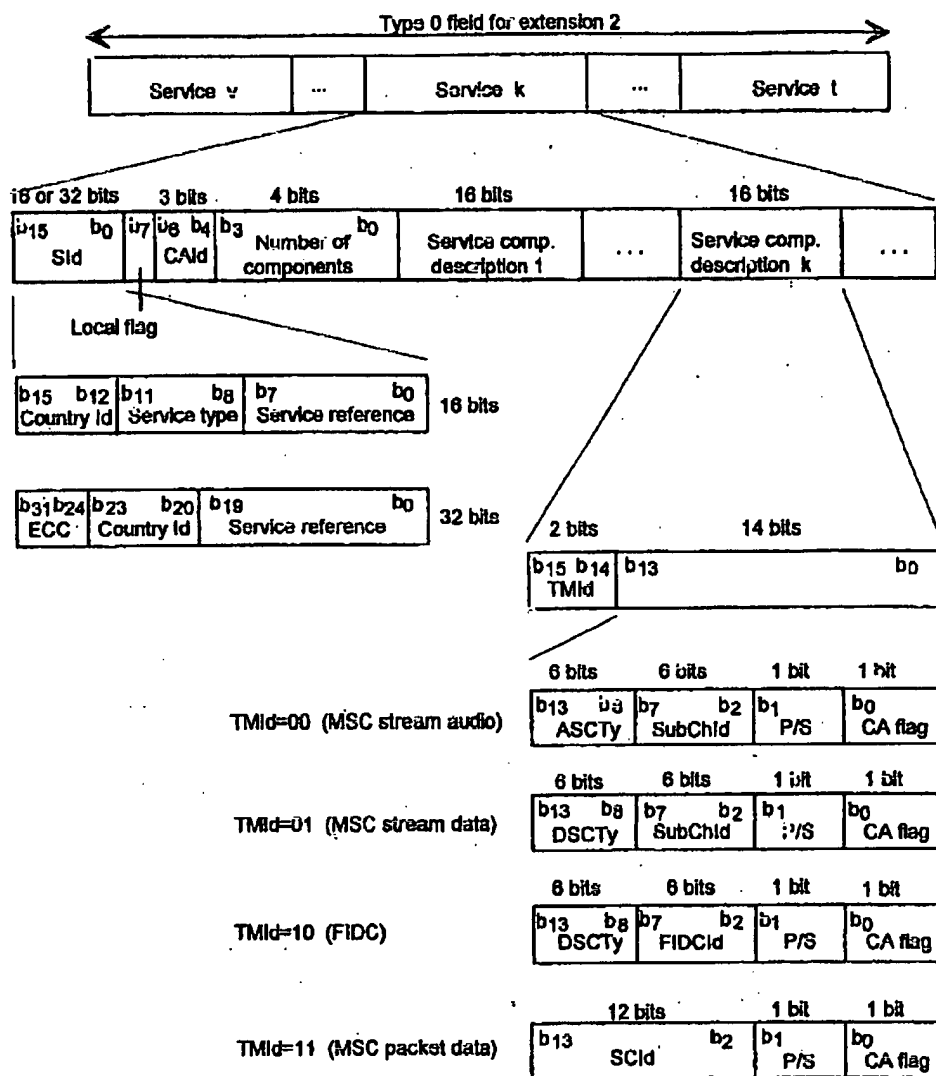 Type 0 field for extension 2
Service v ... Service k ... Service t
16 or 32 bits 3 bits 4 bits 16 bits 16 bits
b15 b0 b7 b6 b4 b3 b0
SId CAId Number of components Service comp. description 1 ... Service comp. description k ...
Local flag
b15 b12 b11 b8 b7 b0
Country Id Service type Service reference 16 bits
b31 b24 b23 b20 b19 b0
ECC Country Id Service reference 32 bits
2 bits 14 bits
b15 b14 b13 b0
TMId
6 bits 6 bits 1 bit 1 bit
TMId=00 (MSC stream audio) b13 b8 b7 b2 b1 b0
ASCTy SubChId P/S CA flag
6 bits 6 bits 1 bit 1 bit
TMId=01 (MSC stream data) b13 b8 b7 b2 b1 b0
DSCTy SubChId P/S CA flag
6 bits 6 bits 1 bit 1 bit
TMId=10 (FIDC) b13 b8 b7 b2 b1 b0
DSCTy FIDCId P/S CA flag
12 bits 1 bit 1 bit
TMId=11 (MSC packet data) b13 b2 b1 b0
SCId P/S CA flag